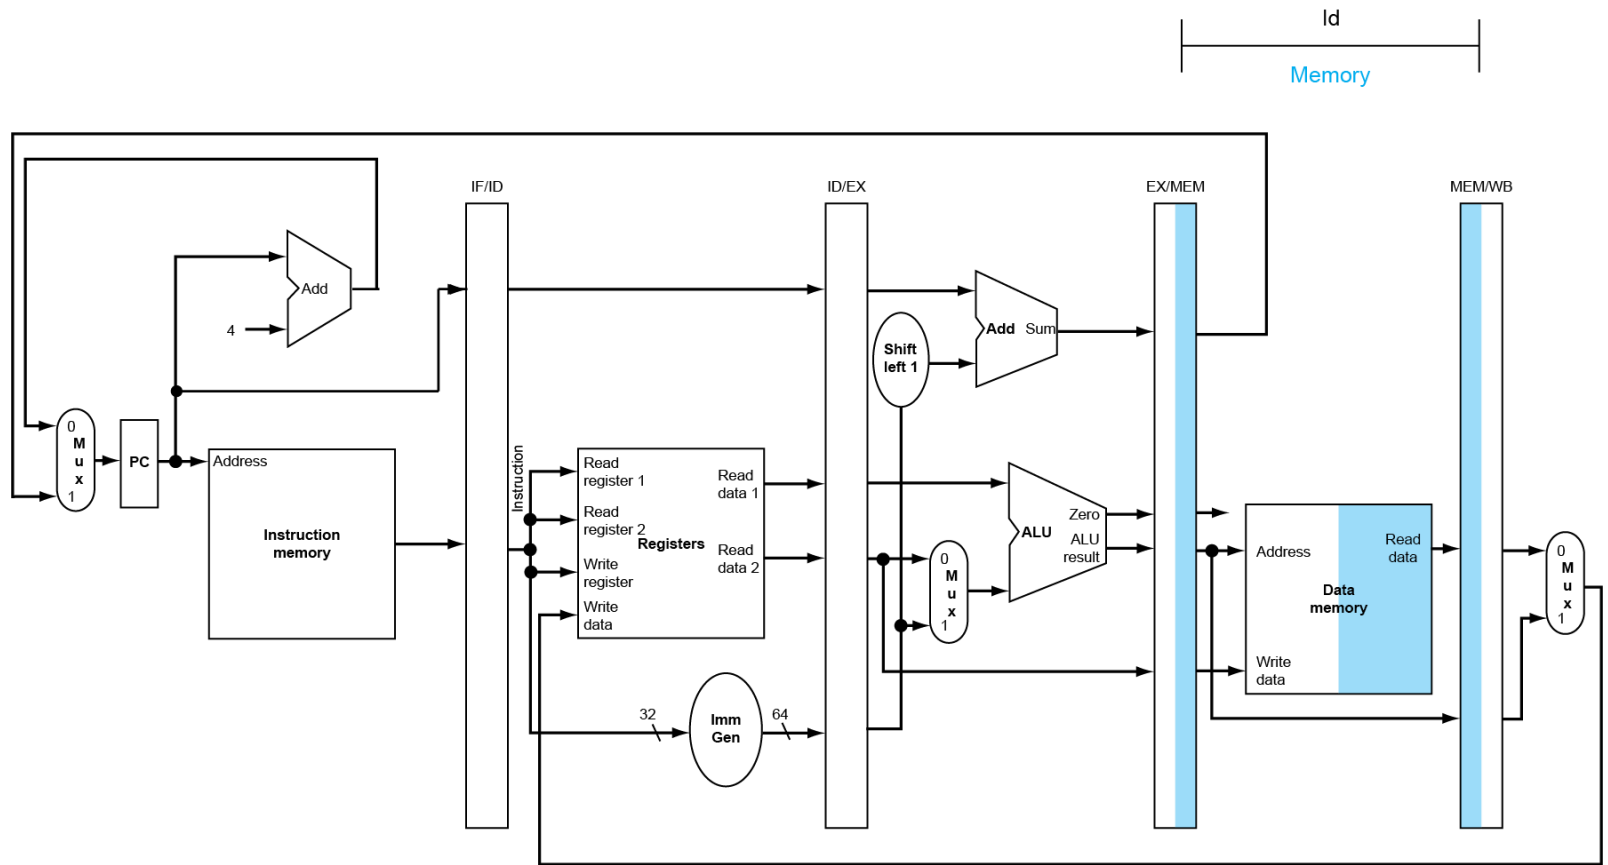 ld
Memory
IF/ID
ID/EX
EX/MEM
MEM/WB
Add
4
Shift
left 1
Add Sum
0
M
u
x
1
PC
Address
Instruction
memory
Instruction
Read
register 1
Read
register 2
Write
register
Write
data
Registers
Read
data 1
Read
data 2
32
Imm
Gen
64
0
M
u
x
1
ALU
Zero
ALU
result
Address
Write
data
Data
memory
Read
data
0
M
u
x
1